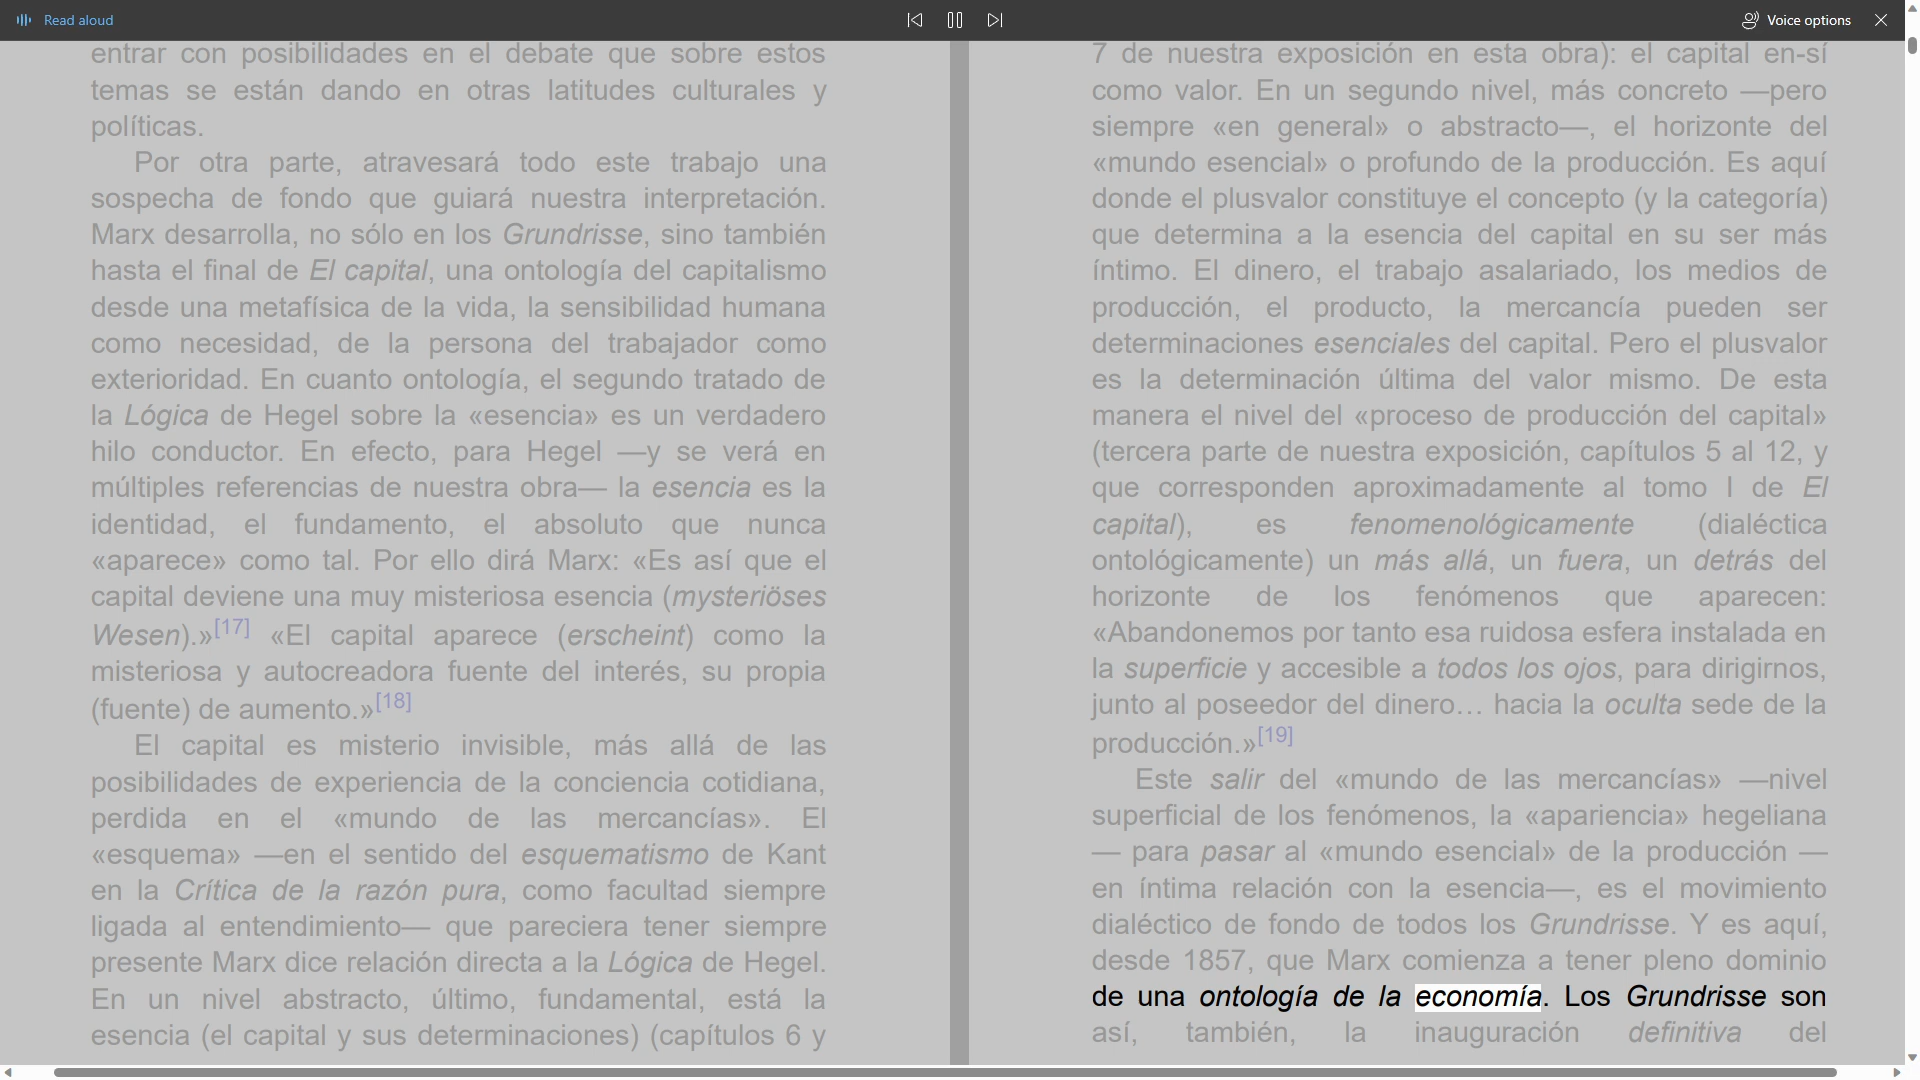 Read aloud
Voice options
entrar con posibilidades en el debate que sobre estos
temas se están dando en otras latitudes culturales y
políticas.
Por otra parte, atravesará todo este trabajo una
sospecha de fondo que guiará nuestra interpretación.
Marx desarrolla, no sólo en los Grundrisse, sino también
hasta el final de El capital, una ontología del capitalismo
desde una metafísica de la vida, la sensibilidad humana
como necesidad, de la persona del trabajador como
exterioridad. En cuanto ontología, el segundo tratado de
la Lógica de Hegel sobre la «esencia» es un verdadero
hilo conductor. En efecto, para Hegel —y se verá en
múltiples referencias de nuestra obra— la esencia es la
identidad, el fundamento, el absoluto que nunca
«aparece» como tal. Por ello dirá Marx: «Es así que el
capital deviene una muy misteriosa esencia (mysteriöses
Wesen).»[17] «El capital aparece (erscheint) como la
misteriosa y autocreadora fuente del interés, su propia
(fuente) de aumento.»[18]
El capital es misterio invisible, más allá de las
posibilidades de experiencia de la conciencia cotidiana,
perdida en el «mundo de las mercancías». El
«esquema» —en el sentido del esquematismo de Kant
en la Crítica de la razón pura, como facultad siempre
ligada al entendimiento— que pareciera tener siempre
presente Marx dice relación directa a la Lógica de Hegel.
En un nivel abstracto, último, fundamental, está la
esencia (el capital y sus determinaciones) (capítulos 6 y
7 de nuestra exposición en esta obra): el capital en-sí
como valor. En un segundo nivel, más concreto —pero
siempre «en general» o abstracto—, el horizonte del
«mundo esencial» o profundo de la producción. Es aquí
donde el plusvalor constituye el concepto (y la categoría)
que determina a la esencia del capital en su ser más
íntimo. El dinero, el trabajo asalariado, los medios de
producción, el producto, la mercancía pueden ser
determinaciones esenciales del capital. Pero el plusvalor
es la determinación última del valor mismo. De esta
manera el nivel del «proceso de producción del capital»
(tercera parte de nuestra exposición, capítulos 5 al 12, y
que corresponden aproximadamente al tomo I de El
capital), es fenomenológicamente (dialéctica
ontológicamente) un más allá, un fuera, un detrás del
horizonte de los fenómenos que aparecen:
«Abandonemos por tanto esa ruidosa esfera instalada en
la superficie y accesible a todos los ojos, para dirigirnos,
junto al poseedor del dinero… hacia la oculta sede de la
producción.»[19]
Este salir del «mundo de las mercancías» —nivel
superficial de los fenómenos, la «apariencia» hegeliana
— para pasar al «mundo esencial» de la producción —
en íntima relación con la esencia—, es el movimiento
dialéctico de fondo de todos los Grundrisse. Y es aquí,
desde 1857, que Marx comienza a tener pleno dominio
de una ontología de la economía. Los Grundrisse son
así, también, la inauguración definitiva del